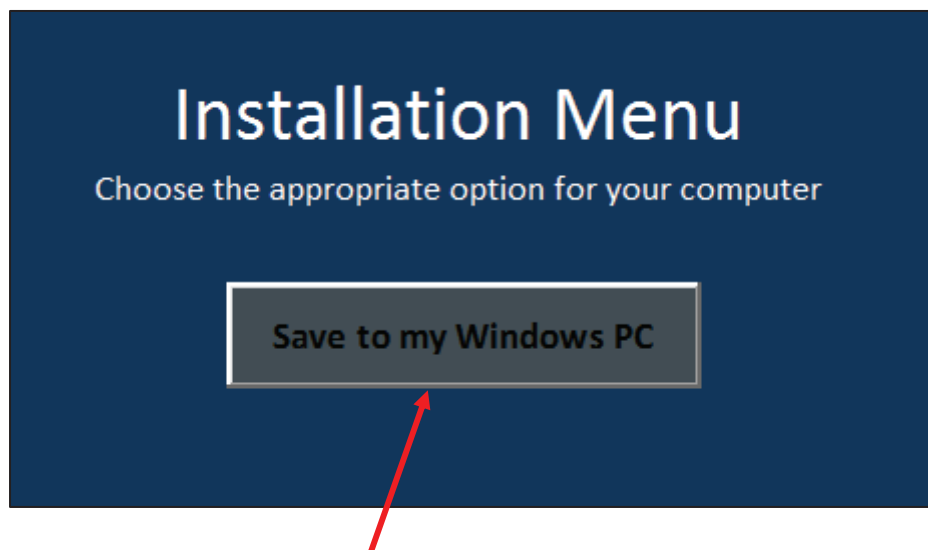 Installation Menu
Choose the appropriate option for your computer
Save to my Windows PC